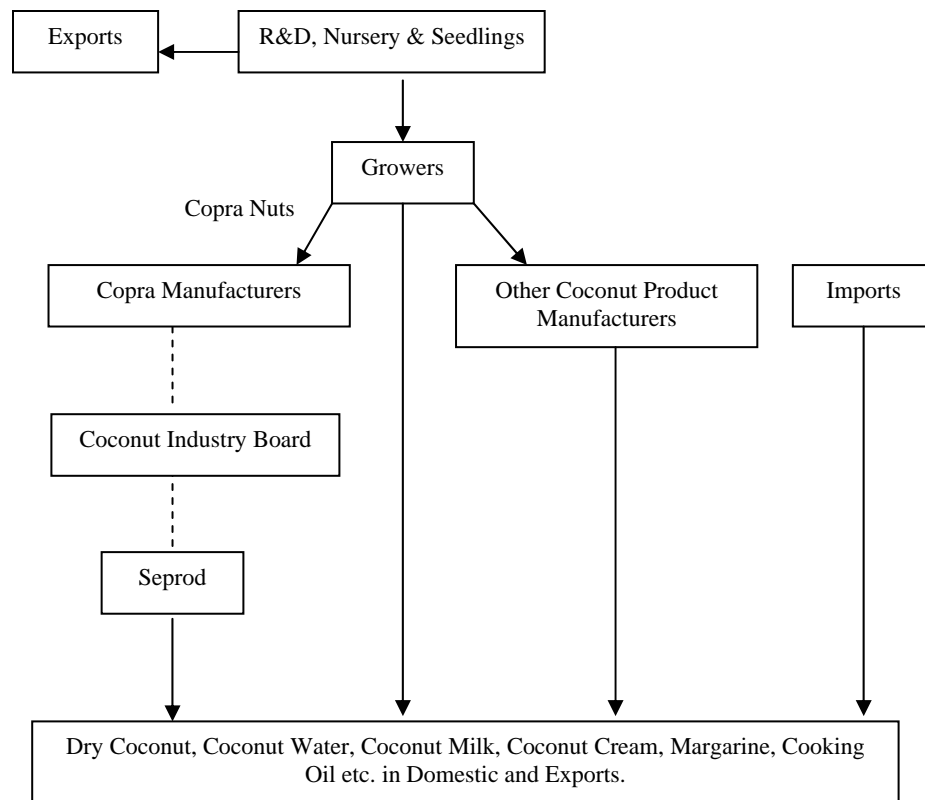 Exports
R&D, Nursery & Seedlings
Growers
Copra Nuts
Copra Manufacturers
Other Coconut Product
Manufacturers
Imports
Coconut Industry Board
Seprod
Dry Coconut, Coconut Water, Coconut Milk, Coconut Cream, Margarine, Cooking
Oil etc. in Domestic and Exports.